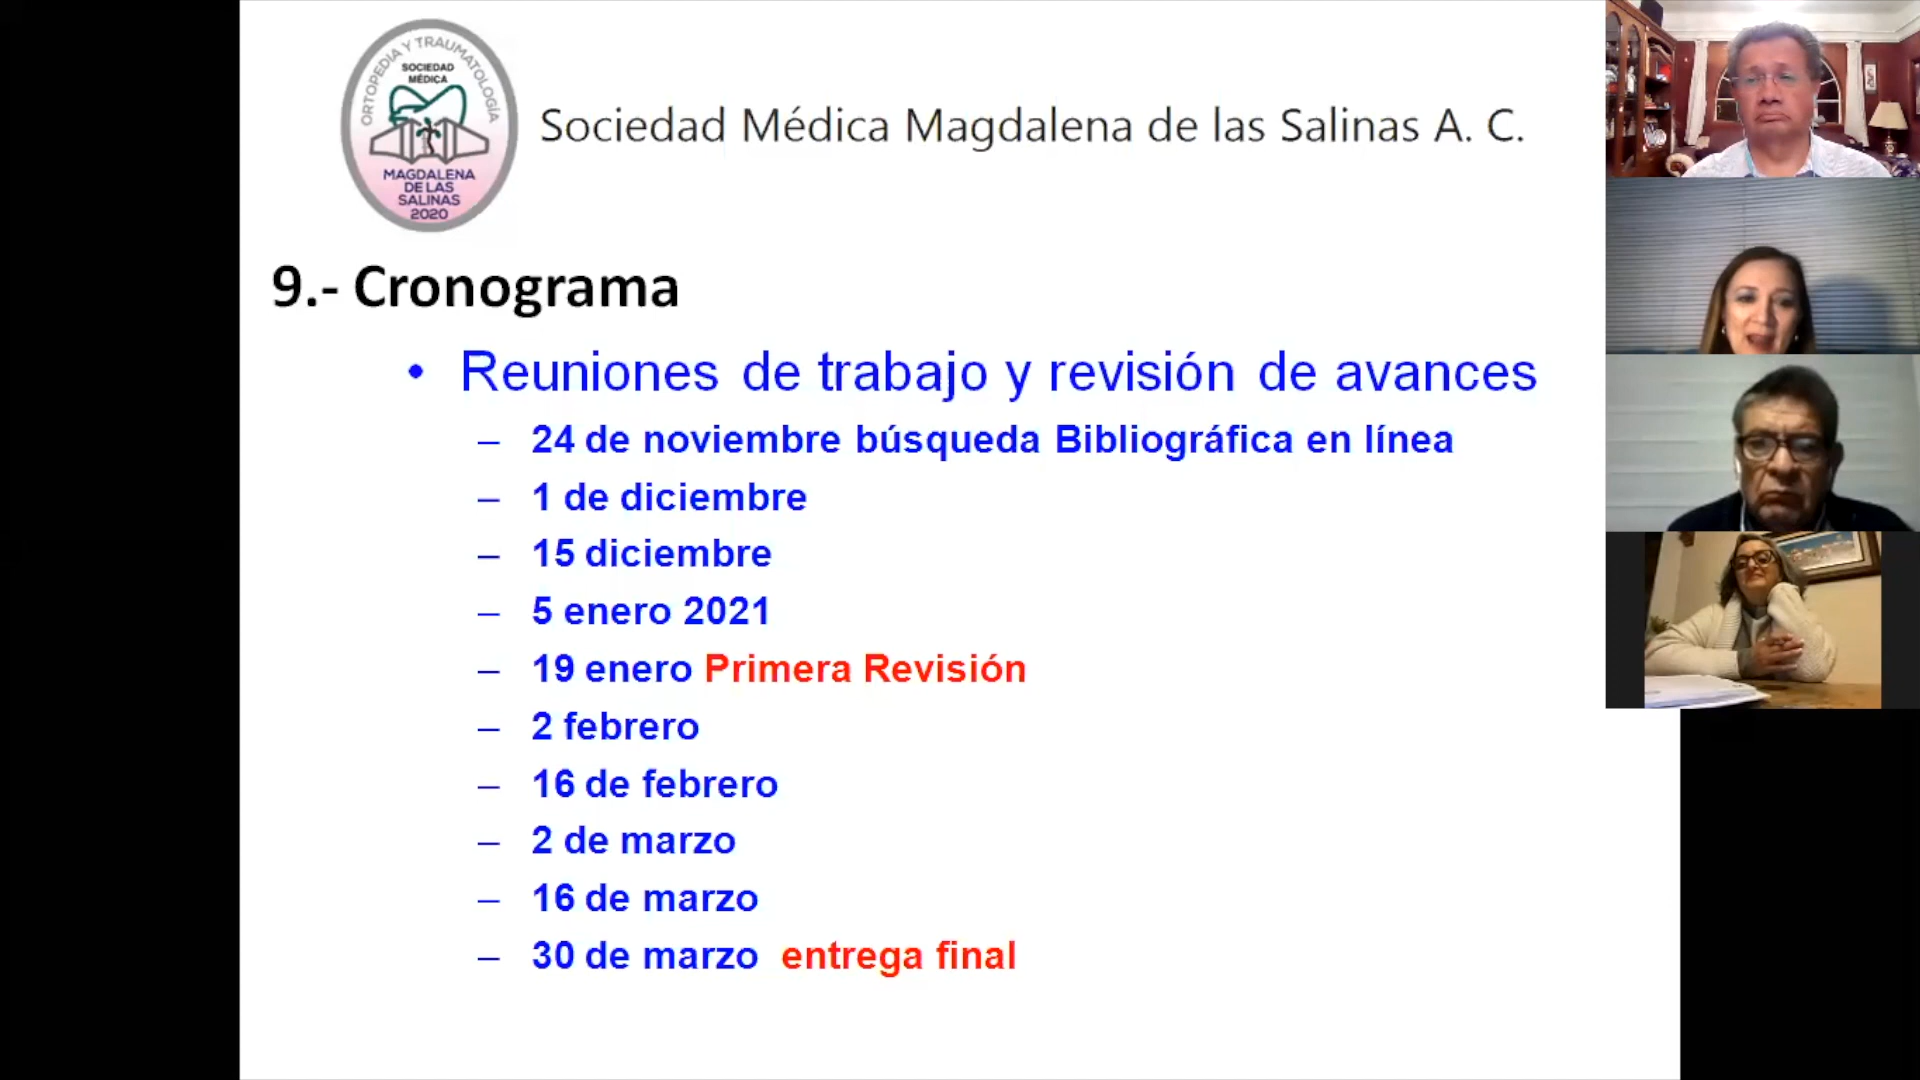 ORTOPEDIA Y TRAUMATOLOGÍA
SOCIEDAD
MÉDICA
MAGDALENA
DE LAS
SALINAS
2020
Sociedad Médica Magdalena de las Salinas A. C.
9.- Cronograma
• Reuniones de trabajo y revisión de avances
– 24 de noviembre búsqueda Bibliográfica en línea
– 1 de diciembre
– 15 diciembre
– 5 enero 2021
– 19 enero Primera Revisión
– 2 febrero
– 16 de febrero
– 2 de marzo
– 16 de marzo
– 30 de marzo entrega final